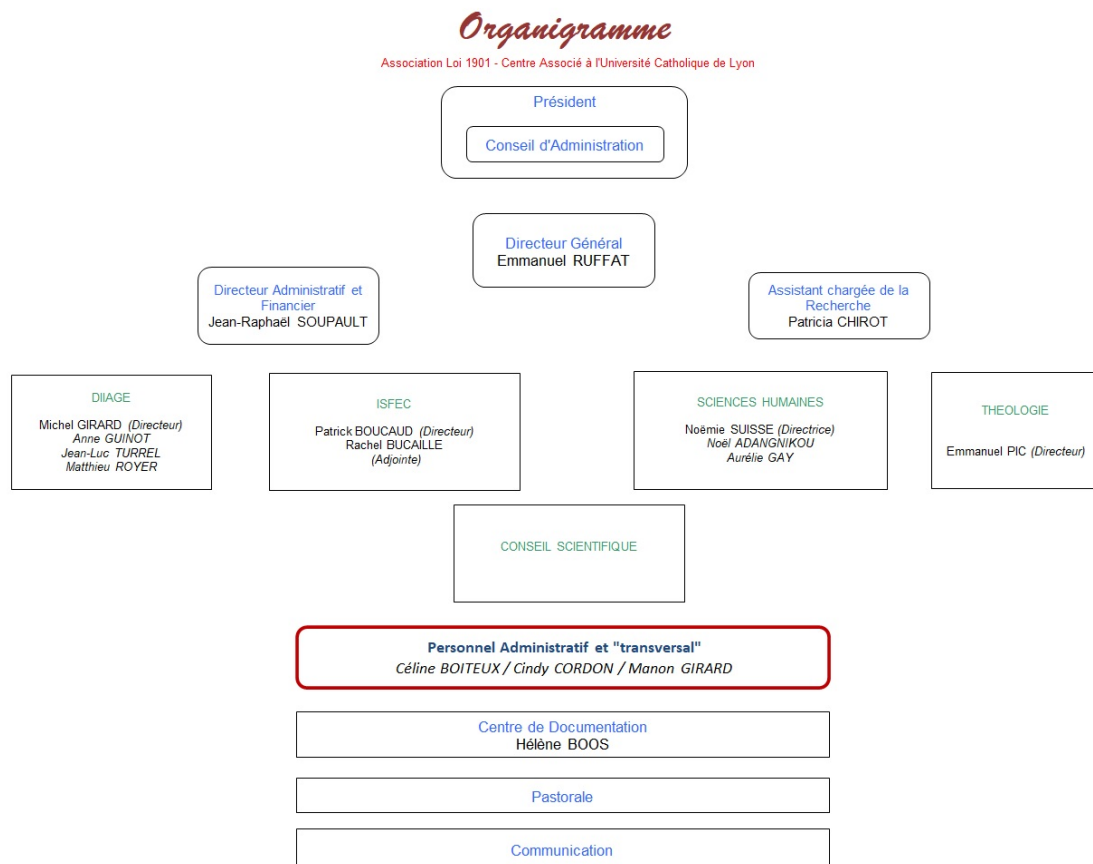 Organigramme
Association Loi 1901 - Centre Associé à l'Université Catholique de Lyon
Président
Conseil d'Administration
Directeur Général
Emmanuel RUFFAT
Directeur Administratif et
Financier
Jean-Raphaël SOUPAULT
Assistant chargée de la
Recherche
Patricia CHIROT
DIIAGE
Michel GIRARD (Directeur)
Anne GUINOT
Jean-Luc TURREL
Matthieu ROYER
ISFEC
Patrick BOUCAUD (Directeur)
Rachel BUCAILLE
(Adjointe)
SCIENCES HUMAINES
Noëmie SUISSE (Directrice)
Noël ADANGNIKOU
Aurélie GAY
THEOLOGIE
Emmanuel PIC (Directeur)
CONSEIL SCIENTIFIQUE
Personnel Administratif et "transversal"
Céline BOITEUX / Cindy CORDON / Manon GIRARD
Centre de Documentation
Hélène BOOS
Pastorale
Communication